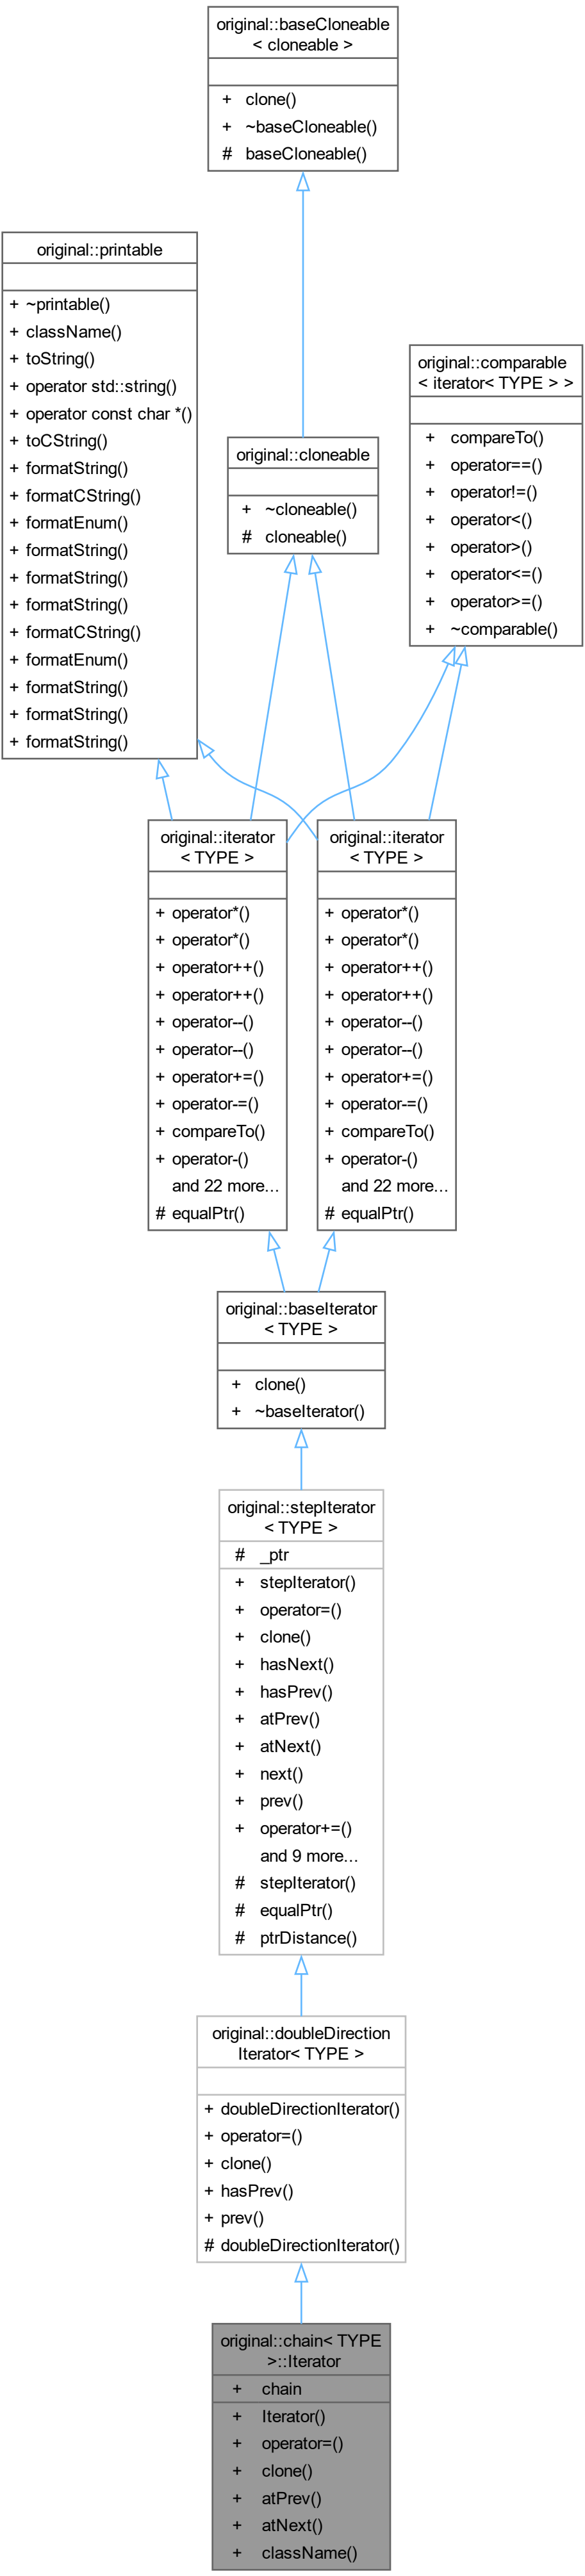 original::baseCloneable
< cloneable >
+ clone()
+ ~baseCloneable()
# baseCloneable()
original::printable
+ ~printable()
+ className()
+ toString()
+ operator std::string()
+ operator const char *()
+ toCString()
+ formatString()
+ formatCString()
+ formatEnum()
+ formatString()
+ formatString()
+ formatString()
+ formatCString()
+ formatEnum()
+ formatString()
+ formatString()
+ formatString()
original::comparable
< iterator< TYPE > >
+ compareTo()
+ operator==()
+ operator!=()
+ operator<()
+ operator>()
+ operator<=()
+ operator>=()
+ ~comparable()
original::cloneable
+ ~cloneable()
# cloneable()
original::iterator
< TYPE >
+ operator*()
+ operator*()
+ operator++()
+ operator++()
+ operator--()
+ operator--()
+ operator+=()
+ operator-=()
+ compareTo()
+ operator-()
and 22 more...
# equalPtr()
original::iterator
< TYPE >
+ operator*()
+ operator*()
+ operator++()
+ operator++()
+ operator--()
+ operator--()
+ operator+=()
+ operator-=()
+ compareTo()
+ operator-()
and 22 more...
# equalPtr()
original::baseIterator
< TYPE >
+ clone()
+ ~baseIterator()
original::stepIterator
< TYPE >
# _ptr
+ stepIterator()
+ operator=()
+ clone()
+ hasNext()
+ hasPrev()
+ atPrev()
+ atNext()
+ next()
+ prev()
+ operator+=()
and 9 more...
# stepIterator()
# equalPtr()
# ptrDistance()
original::doubleDirection
Iterator< TYPE >
+ doubleDirectionIterator()
+ operator=()
+ clone()
+ hasPrev()
+ prev()
# doubleDirectionIterator()
original::chain< TYPE
>::Iterator
+ chain
+ Iterator()
+ operator=()
+ clone()
+ atPrev()
+ atNext()
+ className()